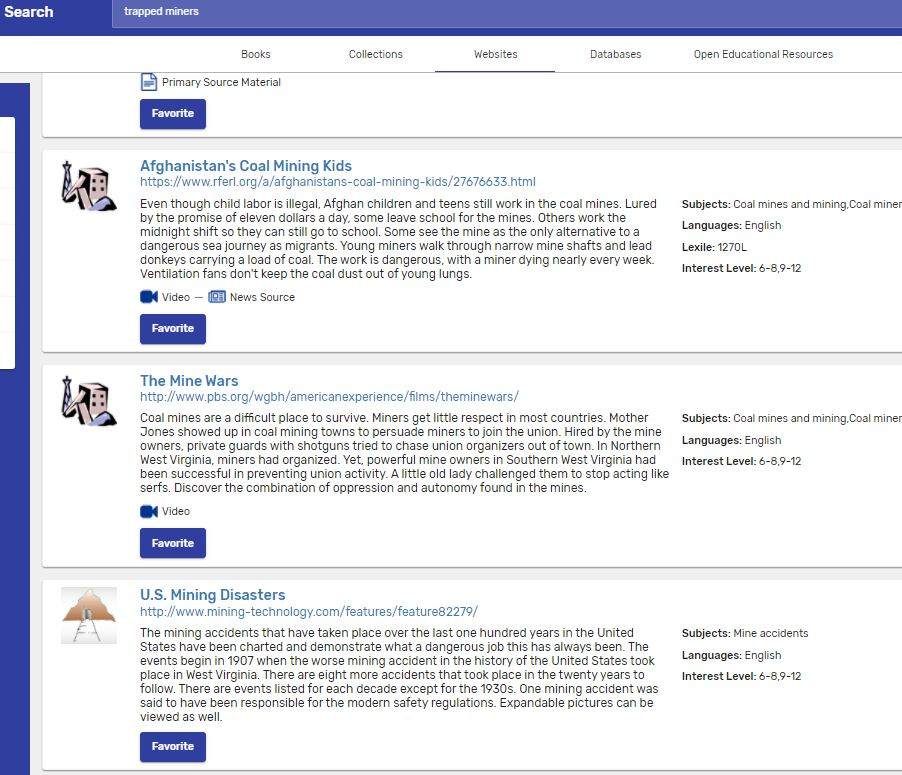 Search
trapped miners
Books
Collections
Websites
Databases
Open Educational Resources
Primary Source Material
Favorite
Afghanistan's Coal Mining Kids
https://www.rferl.org/a/afghanistans-coal-mining-kids/27676633.html
Even though child labor is illegal, Afghan children and teens still work in the coal mines. Lured
by the promise of eleven dollars a day, some leave school for the mines. Others work the
midnight shift so they can still go to school. Some see the mine as the only alternative to a
dangerous sea journey as migrants. Young miners walk through narrow mine shafts and lead
donkeys carrying a load of coal. The work is dangerous, with a miner dying nearly every week.
Ventilation fans don't keep the coal dust out of young lungs.
Subjects: Coal mines and mining,Coal miner
Languages: English
Lexile: 1270L
Interest Level: 6-8,9-12
Video — News Source
Favorite
The Mine Wars
http://www.pbs.org/wgbh/americanexperience/films/theminewars/
Coal mines are a difficult place to survive. Miners get little respect in most countries. Mother
Jones showed up in coal mining towns to persuade miners to join the union. Hired by the mine
owners, private guards with shotguns tried to chase union organizers out of town. In Northern
West Virginia, miners had organized. Yet, powerful mine owners in Southern West Virginia had
been successful in preventing union activity. A little old lady challenged them to stop acting like
serfs. Discover the combination of oppression and autonomy found in the mines.
Subjects: Coal mines and mining,Coal miner
Languages: English
Interest Level: 6-8,9-12
Video
Favorite
U.S. Mining Disasters
http://www.mining-technology.com/features/feature82279/
The mining accidents that have taken place over the last one hundred years in the United
States have been charted and demonstrate what a dangerous job this has always been. The
events begin in 1907 when the worse mining accident in the history of the United States took
place in West Virginia. There are eight more accidents that took place in the twenty years to
follow. There are events listed for each decade except for the 1930s. One mining accident was
said to have been responsible for the modern safety regulations. Expandable pictures can be
viewed as well.
Subjects: Mine accidents
Languages: English
Interest Level: 6-8,9-12
Favorite